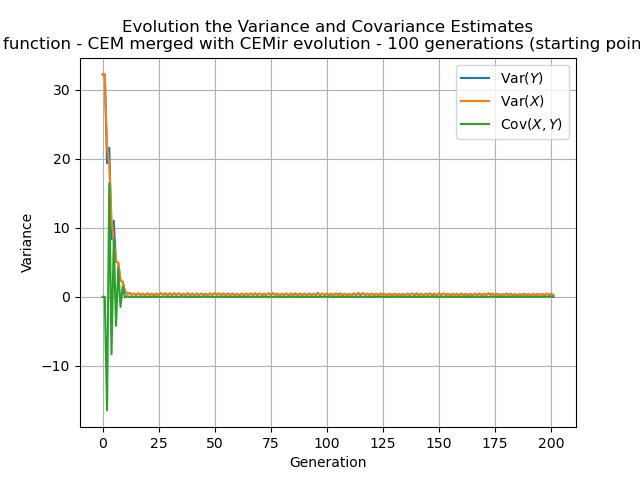 Evolution the Variance and Covariance Estimates
function - CEM merged with CEMir evolution - 100 generations (starting poin
Var(Y)
Var(X)
Cov(X, Y)
30
20
10
0
−10
Variance
0 25 50 75 100 125 150 175 200
Generation